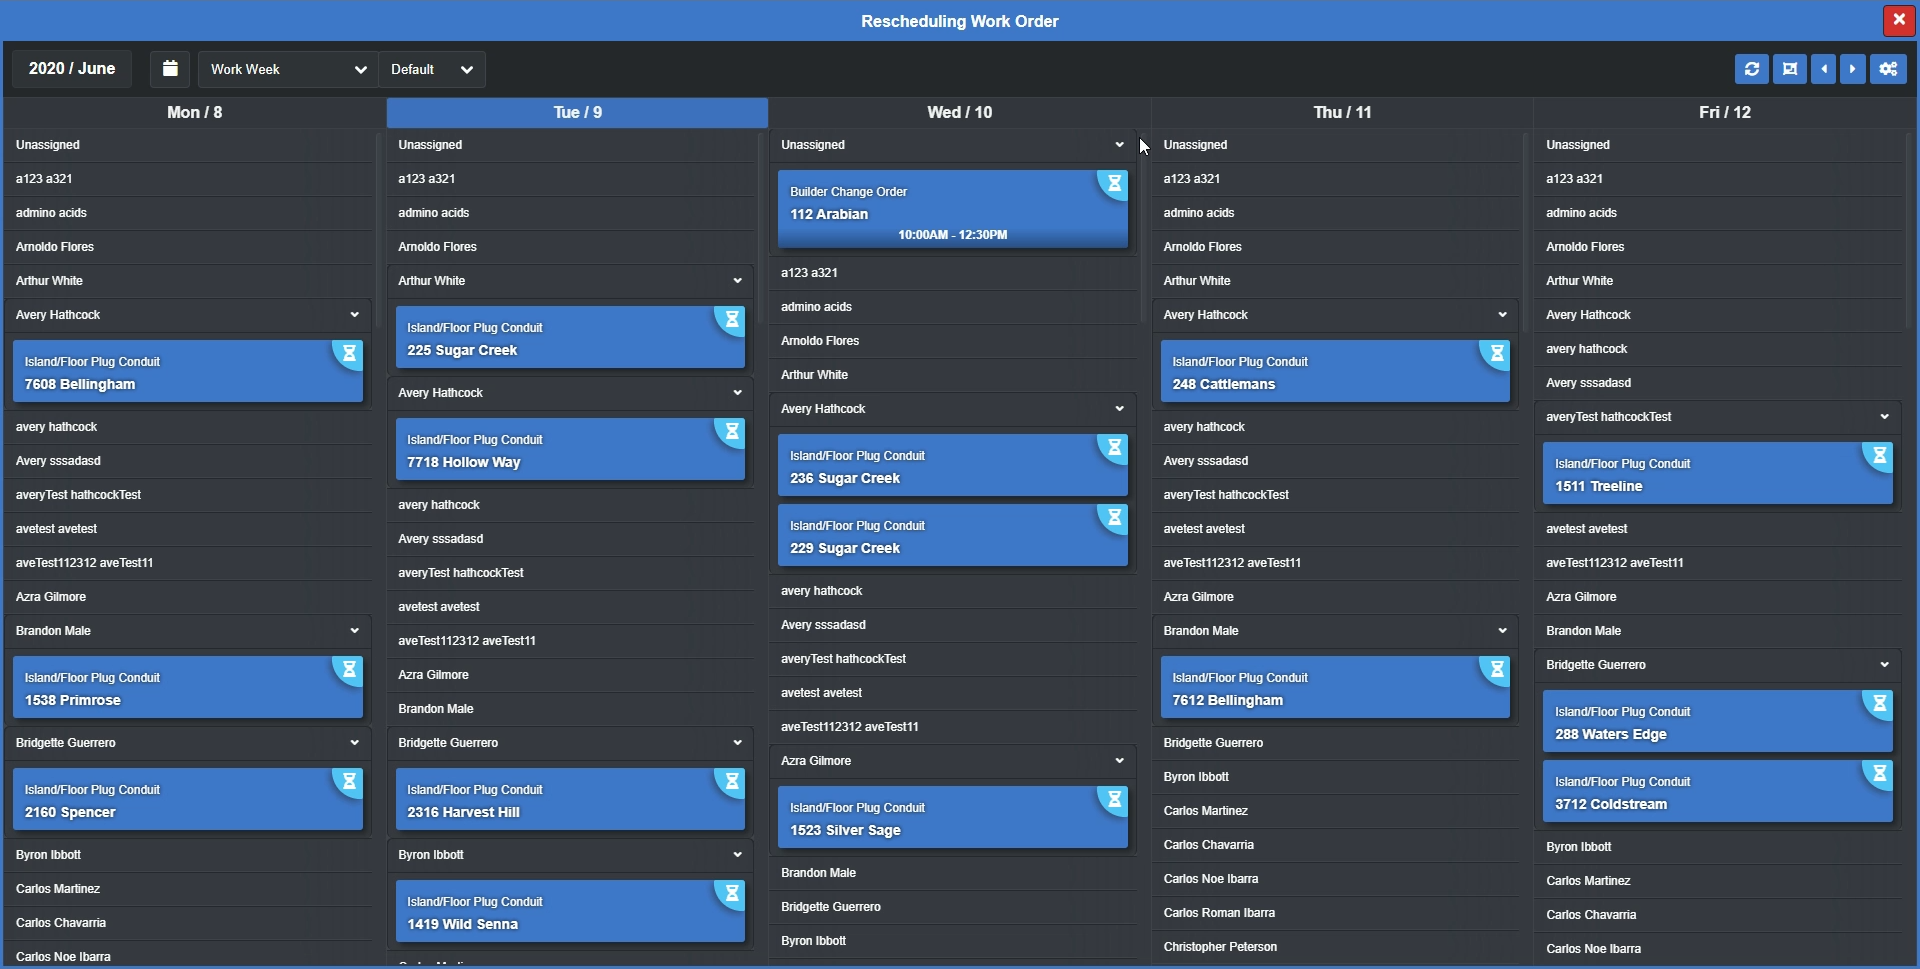 Rescheduling Work Order
2020 / June
Work Week
Default
Mon / 8
Unassigned
a123 a321
admino acids
Arnoldo Flores
Arthur White
Avery Hathcock
Island/Floor Plug Conduit
7608 Bellingham
avery hathcock
Avery sssadasd
averyTest hathcockTest
avetest avetest
aveTest112312 aveTest11
Azra Gilmore
Brandon Male
Island/Floor Plug Conduit
1538 Primrose
Bridgette Guerrero
Island/Floor Plug Conduit
2160 Spencer
Byron Ibbott
Carlos Martinez
Carlos Chavarria
Carlos Noe Ibarra
Tue / 9
Unassigned
a123 a321
admino acids
Arnoldo Flores
Arthur White
Island/Floor Plug Conduit
225 Sugar Creek
Avery Hathcock
Island/Floor Plug Conduit
7718 Hollow Way
avery hathcock
Avery sssadasd
averyTest hathcockTest
avetest avetest
aveTest112312 aveTest11
Azra Gilmore
Brandon Male
Bridgette Guerrero
Island/Floor Plug Conduit
2316 Harvest Hill
Byron Ibbott
Island/Floor Plug Conduit
1419 Wild Senna
Wed / 10
Unassigned
Builder Change Order
112 Arabian
10:00AM - 12:30PM
a123 a321
admino acids
Arnoldo Flores
Arthur White
Avery Hathcock
Island/Floor Plug Conduit
236 Sugar Creek
Island/Floor Plug Conduit
229 Sugar Creek
avery hathcock
Avery sssadasd
averyTest hathcockTest
avetest avetest
aveTest112312 aveTest11
Azra Gilmore
Island/Floor Plug Conduit
1523 Silver Sage
Brandon Male
Bridgette Guerrero
Byron Ibbott
Thu / 11
Unassigned
a123 a321
admino acids
Arnoldo Flores
Arthur White
Avery Hathcock
Island/Floor Plug Conduit
248 Cattlemans
avery hathcock
Avery sssadasd
averyTest hathcockTest
avetest avetest
aveTest112312 aveTest11
Azra Gilmore
Brandon Male
Island/Floor Plug Conduit
7612 Bellingham
Bridgette Guerrero
Byron Ibbott
Carlos Martinez
Carlos Chavarria
Carlos Noe Ibarra
Carlos Roman Ibarra
Christopher Peterson
Fri / 12
Unassigned
a123 a321
admino acids
Arnoldo Flores
Arthur White
Avery Hathcock
avery hathcock
Avery sssadasd
averyTest hathcockTest
Island/Floor Plug Conduit
1511 Treeline
avetest avetest
aveTest112312 aveTest11
Azra Gilmore
Brandon Male
Bridgette Guerrero
Island/Floor Plug Conduit
288 Waters Edge
Island/Floor Plug Conduit
3712 Coldstream
Byron Ibbott
Carlos Martinez
Carlos Chavarria
Carlos Noe Ibarra